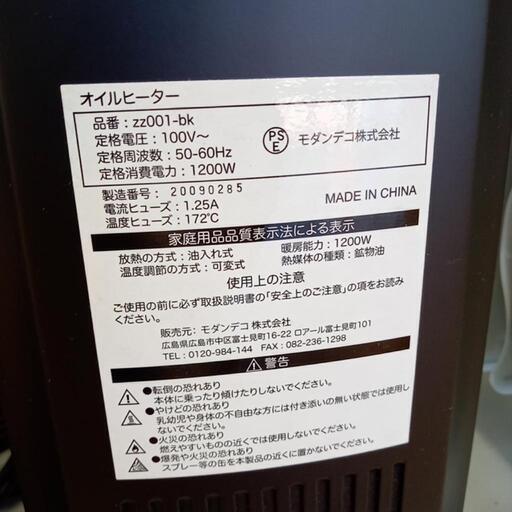 オイルヒーター
品番：zz001-bk
定格電圧：100V～
定格周波数：50-60Hz
定格消費電力：1200W
PS
E
モダンデコ株式会社
製造番号：20090285
電流ヒューズ：1.25A
温度ヒューズ：172℃
MADE IN CHINA
家庭用品品質表示法による表示
放熱の方式：油入れ式
暖房能力：1200W
温度調節の方式：可変式
熱媒体の種類：鉱物油
使用上の注意
ご使用の前に必ず取扱説明書の「安全上のご注意」の項をお読み
ください。
販売元：モダンデコ 株式会社
広島県広島市中区富士見町16-22 ロアール富士見町101
TEL：0120-984-144 FAX：082-236-1298
警告
●転倒の恐れあり
本体に乗ったり傾けたりしないでください。
●やけどの恐れあり
乳幼児や身体の不自由な方には付き添いの無い状態では使用し
ないでください。
●火災の恐れあり
燃えやすいものの近くでは使用しないでください。
●爆発や火災の恐れあり
スプレー等の缶を本製品の近くに置かないでください。